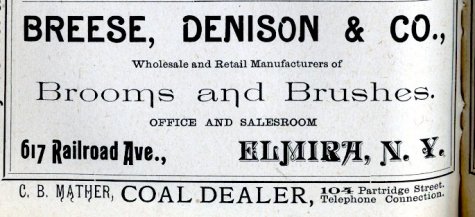 BREESE, DENISON & CO.,
Wholesale and Retail Manufacturers of
Brooms and Brushes.
OFFICE AND SALESROOM
617 Railroad Ave., ELMIRA, N. Y.
C. B. MATHER, COAL DEALER, 104 Partridge Street.
Telephone Connection.